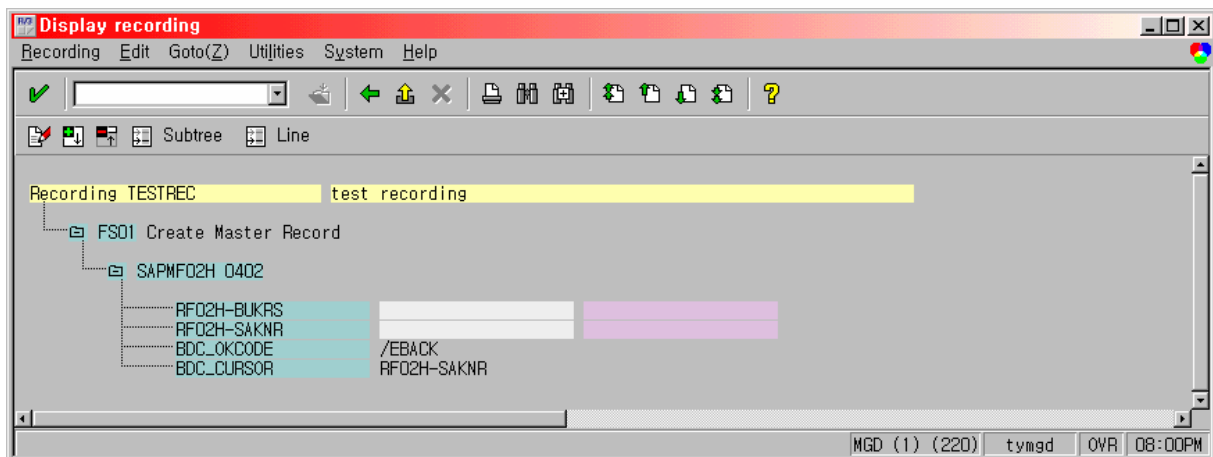 Display recording
Recording Edit Goto(Z) Utilities System Help
Subtree Line
Recording TESTREC test recording
FS01 Create Master Record
SAPMF02H 0402
RF02H-BUKRS
RF02H-SAKNR
BDC_OKCODE /EBACK
BDC_CURSOR RF02H-SAKNR
MGD (1) (220) tymgd OVR 08:00PM